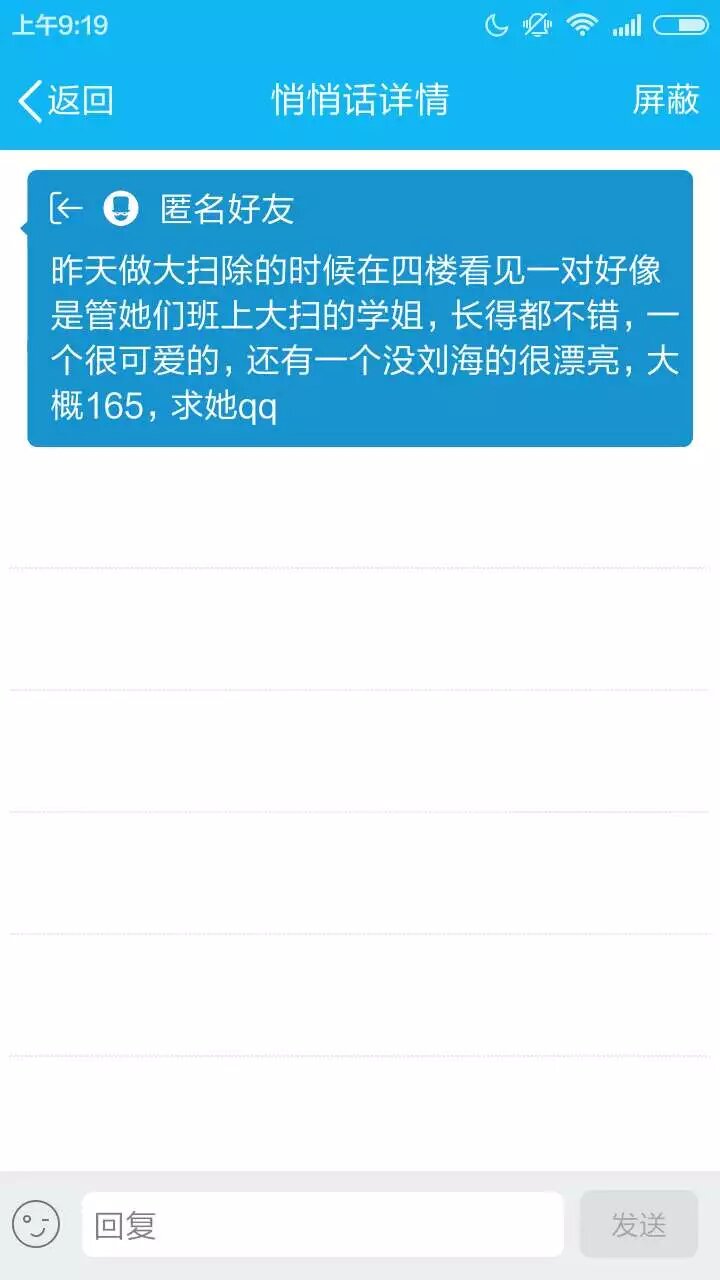 上午9:19
返回
悄悄话详情
屏蔽
匿名好友
昨天做大扫除的时候在四楼看见一对好像
是管她们班上大扫的学姐，长得都不错，一
个很可爱的，还有一个没刘海的很漂亮，大
概165，求她qq
回复
发送